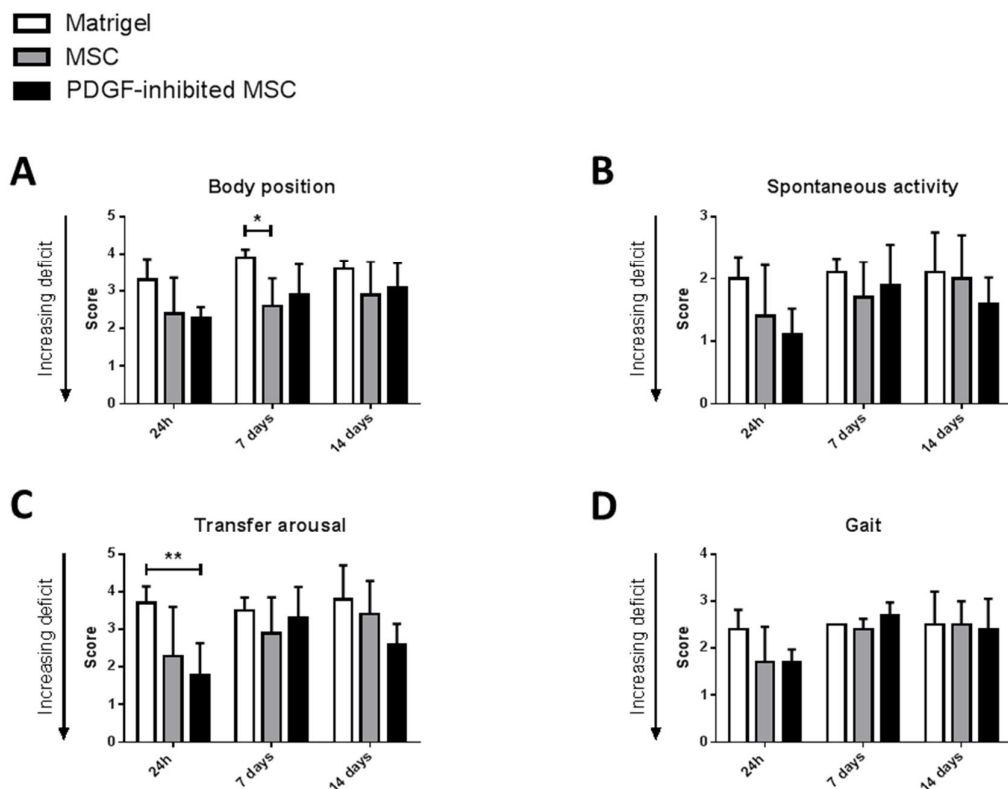 Matrigel
MSC
PDGF-inhibited MSC
A
Body position
Increasing deficit
Score
5
4
3
2
1
0
*
24h
7 days
14 days
B
Spontaneous activity
Increasing deficit
Score
3
2
1
0
24h
7 days
14 days
C
Transfer arousal
Increasing deficit
Score
5
4
3
2
1
0
**
24h
7 days
14 days
D
Gait
Increasing deficit
Score
4
3
2
1
0
24h
7 days
14 days